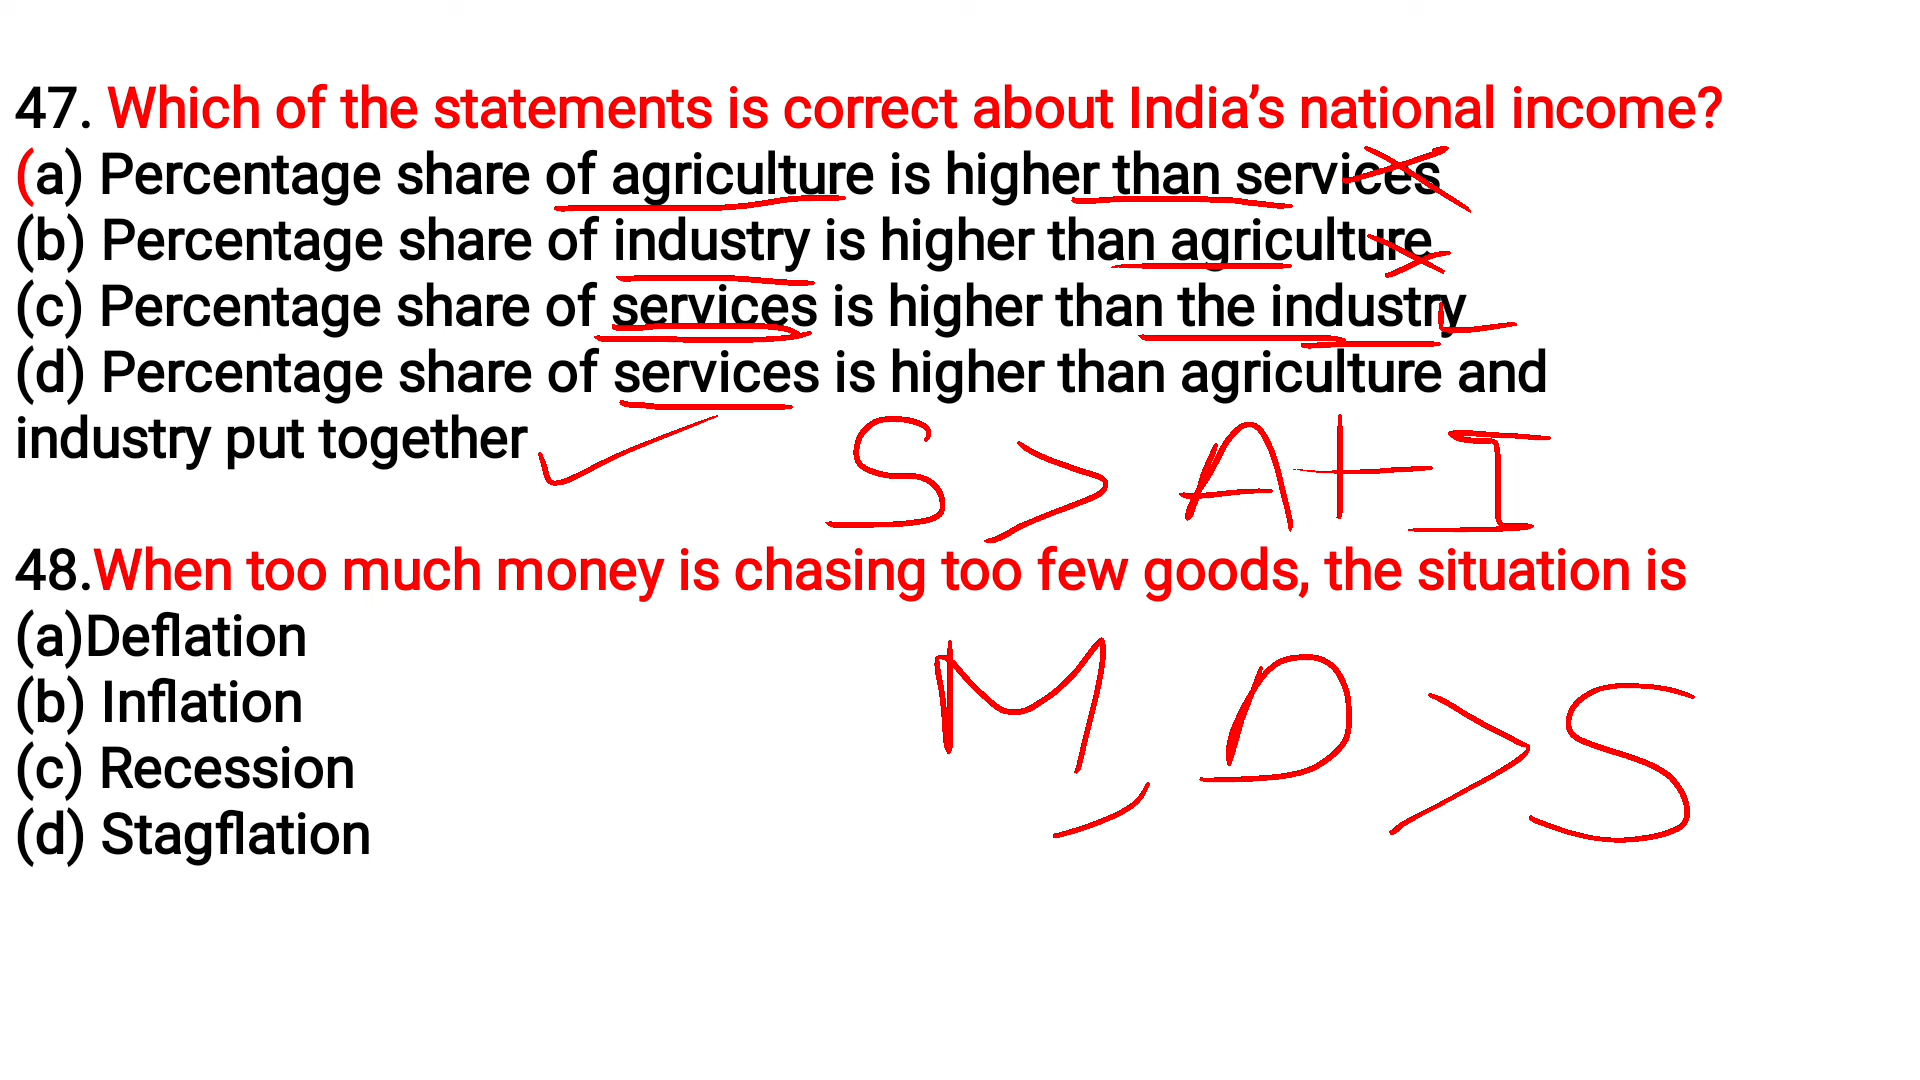 47. Which of the statements is correct about India’s national income?
(a) Percentage share of agriculture is higher than services
(b) Percentage share of industry is higher than agriculture
(c) Percentage share of services is higher than the industry
(d) Percentage share of services is higher than agriculture and
industry put together
S > A+I
48.When too much money is chasing too few goods, the situation is
(a)Deflation
(b) Inflation
(c) Recession
(d) Stagflation
M, D > S